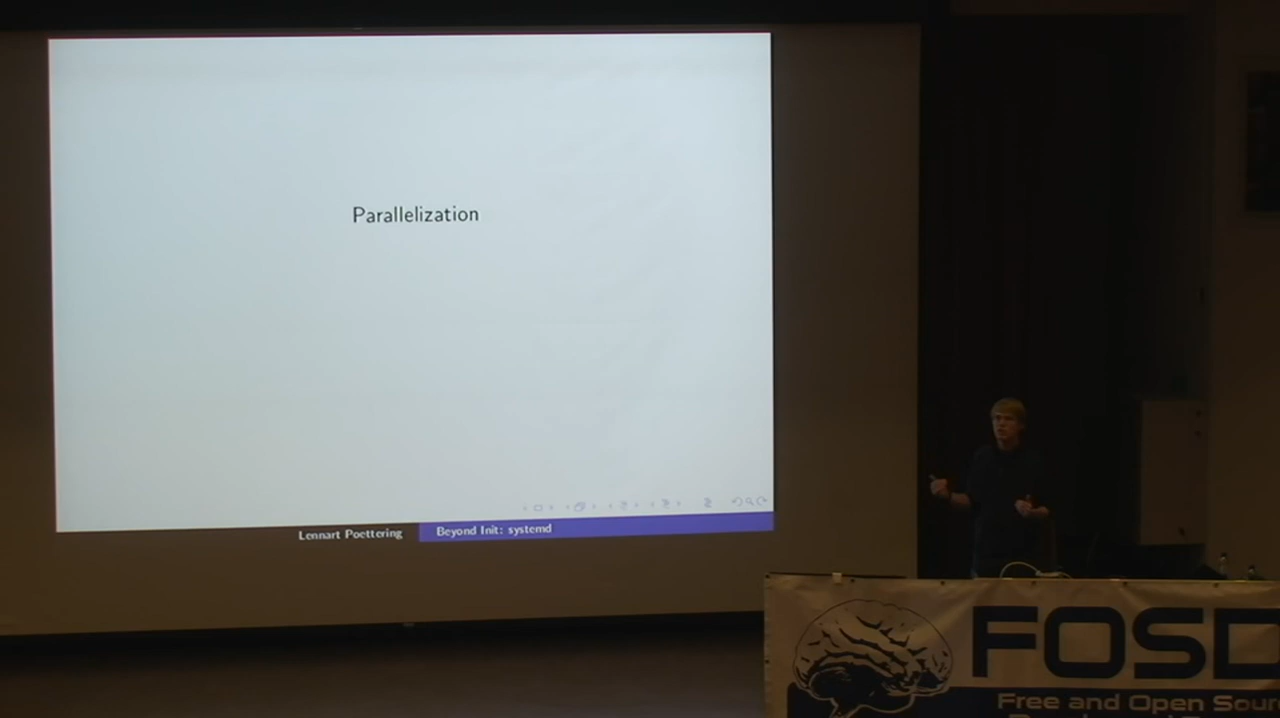 Parallelization
Lennart Poettering
Beyond Init: systemd
FOSD
Free and Open Sour